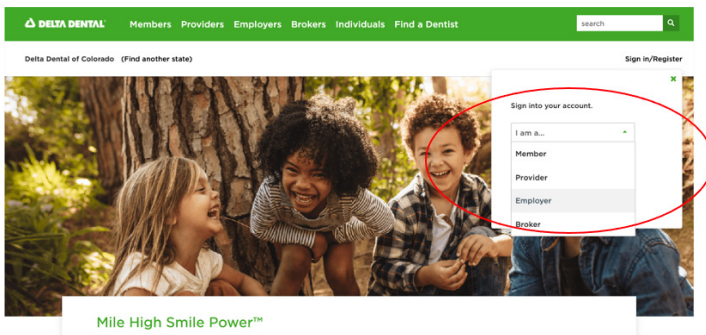 DELTA DENTAL Members Providers Employers Brokers Individuals Find a Dentist search
Delta Dental of Colorado (Find another state) Sign in/Register
Sign into your account.
I am a...
Member
Provider
Employer
Broker
Mile High Smile Power™